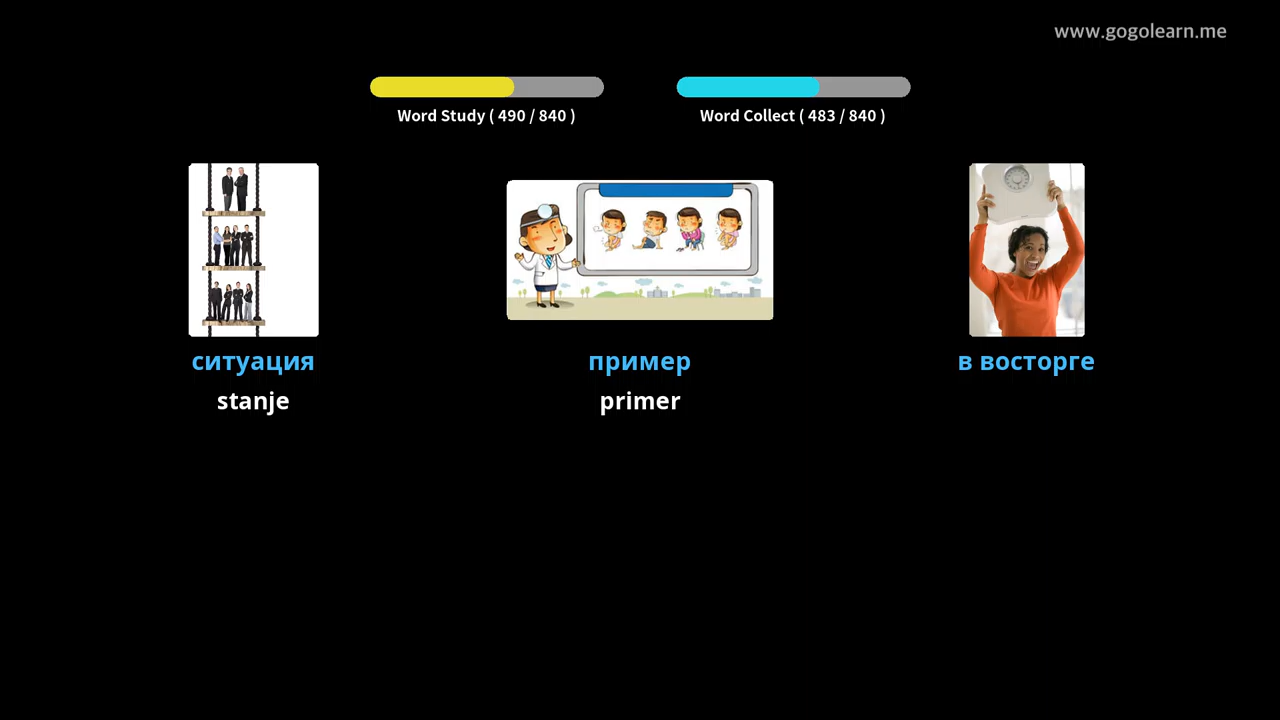 www.gogolearn.me
Word Study ( 490 / 840 )
Word Collect ( 483 / 840 )
ситуация
stanje
пример
primer
в восторге